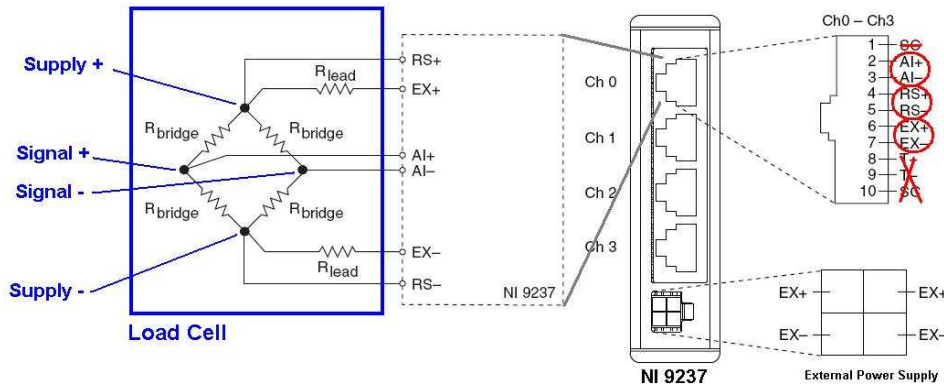 Supply +
Signal +
Signal -
Supply -
Rbridge
Rlead
Rbridge
Rbridge
Rbridge
Rlead
Load Cell
RS+
EX+
AI+
AI–
EX–
RS–
NI 9237
Ch 0
Ch 1
Ch 2
Ch 3
NI 9237
Ch0 – Ch3
1 SC
2 AI+
3 AI–
4 RS+
5 RS–
6 EX+
7 EX–
8 T+
9 T–
10 SC
EX+ EX+
EX– EX–
External Power Supply